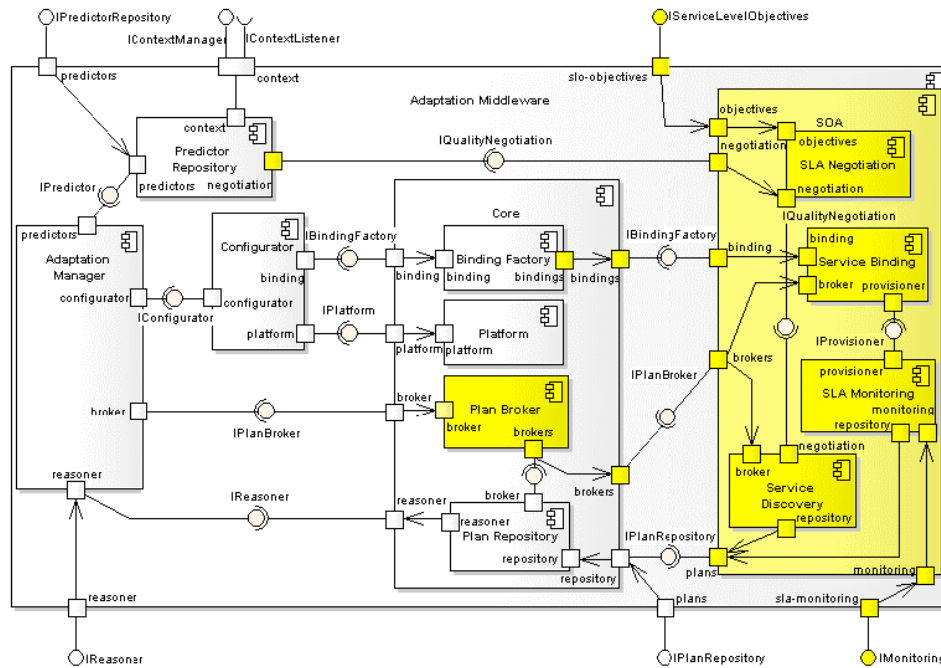 IPredictorRepository
IContextManager
IContextListener
IServiceLevelObjectives
predictors
context
slo-objectives
Adaptation Middleware
objectives
SOA
context
Predictor
Repository
IQualityNegotiation
negotiation
objectives
SLA Negotiation
IPredictor
predictors
negotiation
negotiation
Core
IQualityNegotiation
predictors
Adaptation
Manager
Configurator
IBindingFactory
binding
binding
Binding Factory
binding
bindings
bindings
IBindingFactory
binding
binding
Service Binding
broker
provisioner
configurator
configurator
IConfigurator
IPlatform
platform
platform
Platform
platform
IProvisioner
brokers
provisioner
IPlanBroker
SLA Monitoring
monitoring
repository
broker
IPlanBroker
broker
Plan Broker
broker
brokers
negotiation
broker
brokers
Service
Discovery
repository
reasoner
IReasoner
reasoner
broker
reasoner
Plan Repository
repository
repository
IPlanRepository
plans
monitoring
reasoner
plans
sla-monitoring
IReasoner
IPlanRepository
IMonitoring